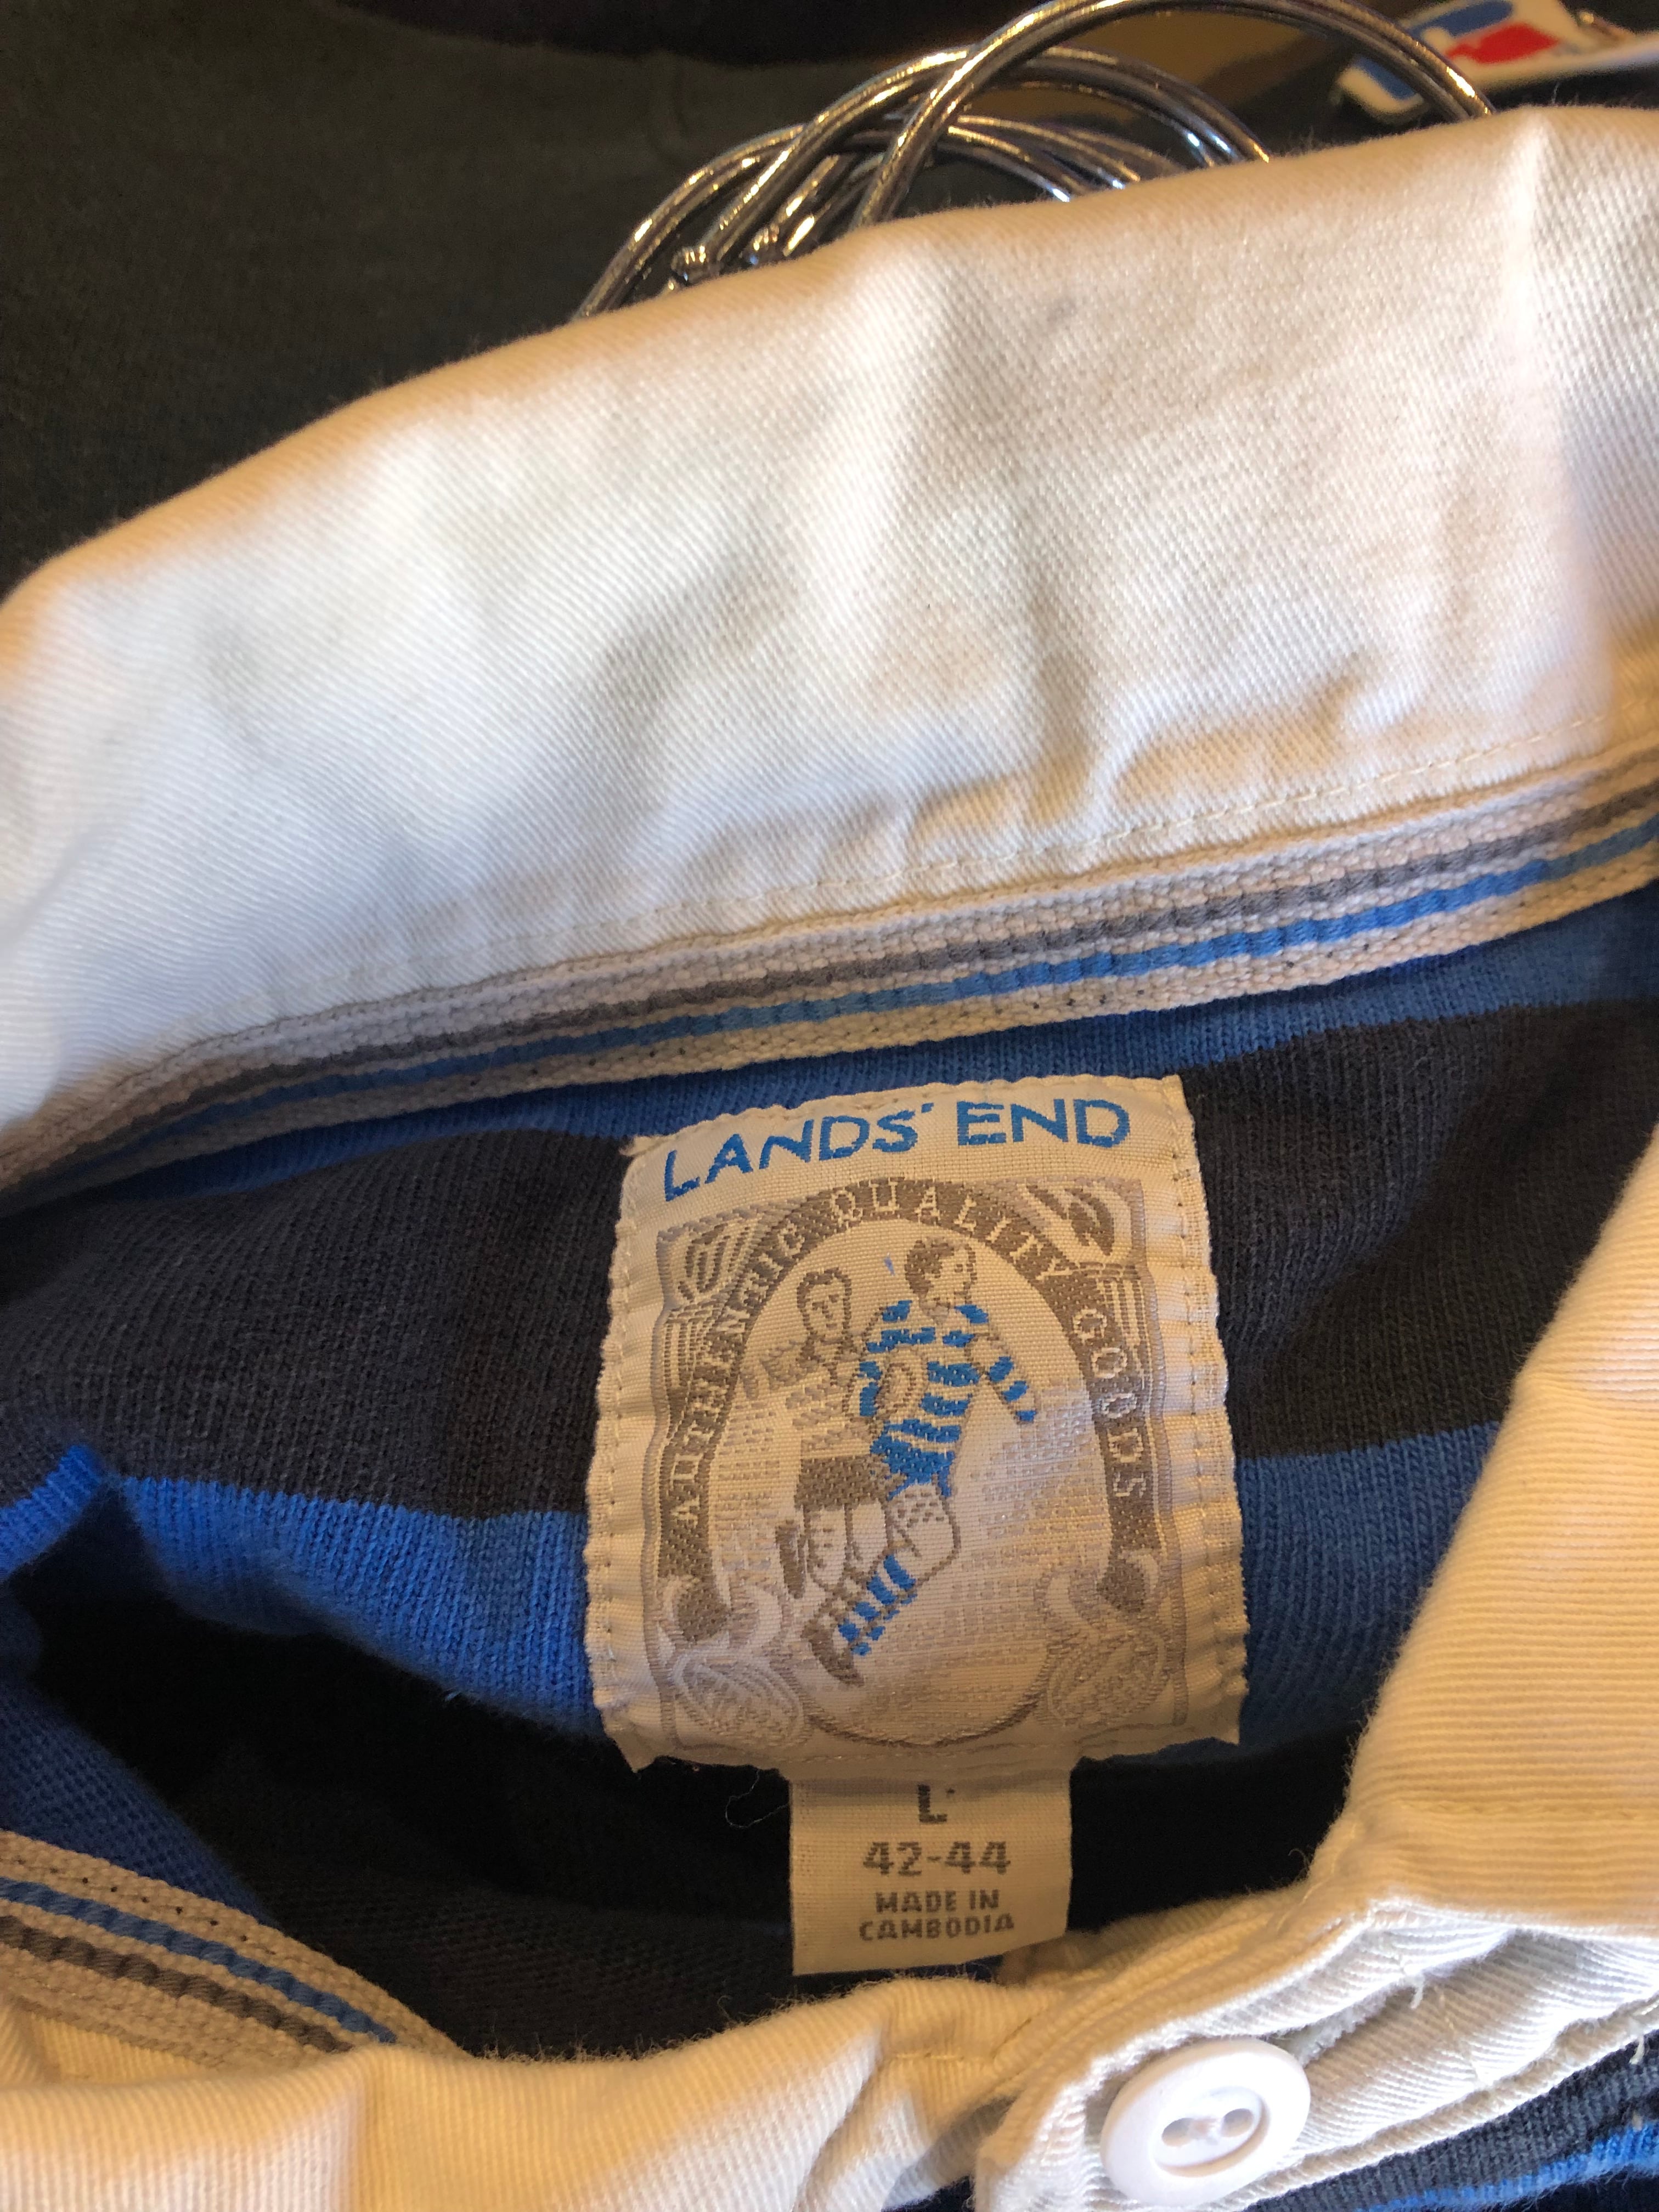 LANDS' END
AUTHENTIC QUALITY GOODS
L
42-44
MADE IN
CAMBODIA